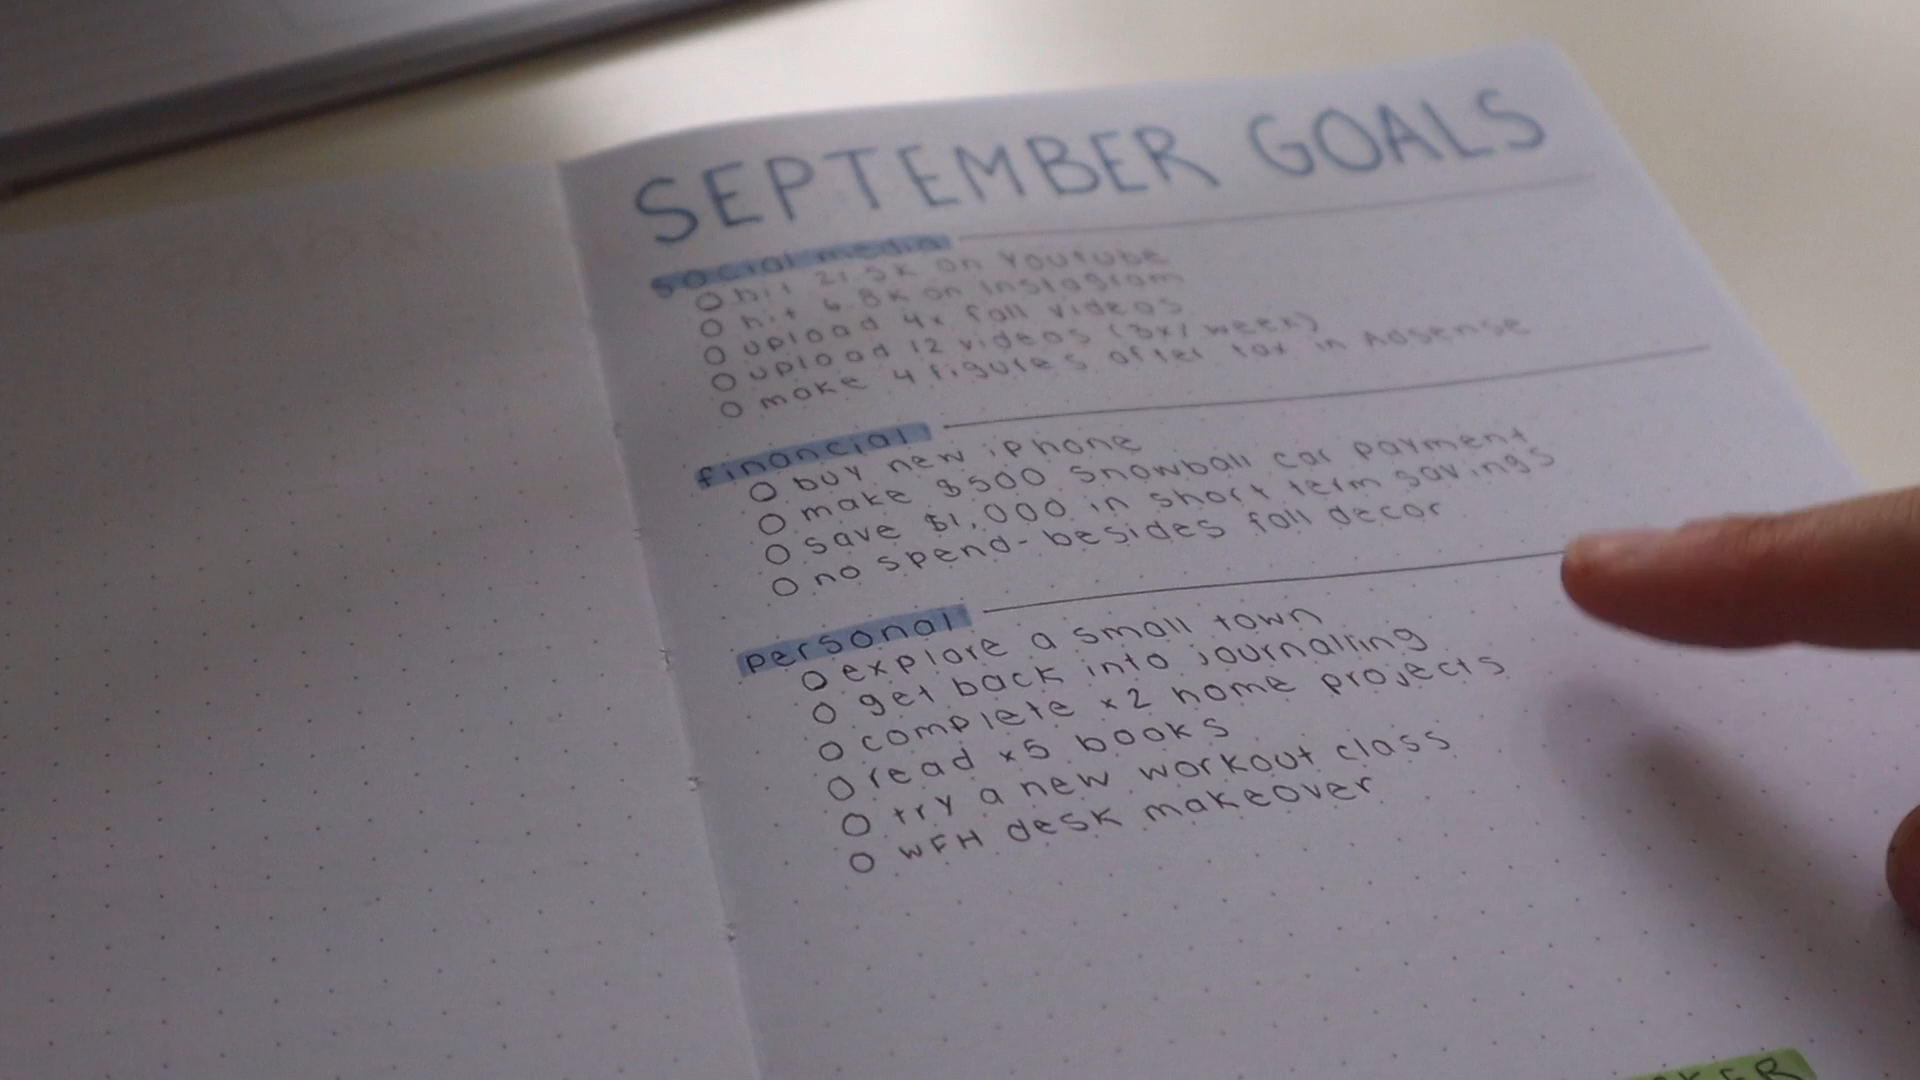 SEPTEMBER GOALS
social media
hit 21.5K on Youtube
hit 6.8K on instagram
upload 4x fall videos
upload 12 videos (3x/week)
make 4 figures after tax in Adsense
financial
buy new iphone
make $500 snowball car payment
save $1,000 in short term savings
no spend - besides fall decor
personal
explore a small town
get back into journalling
complete x2 home projects
read x5 books
try a new workout class
WFH desk makeover